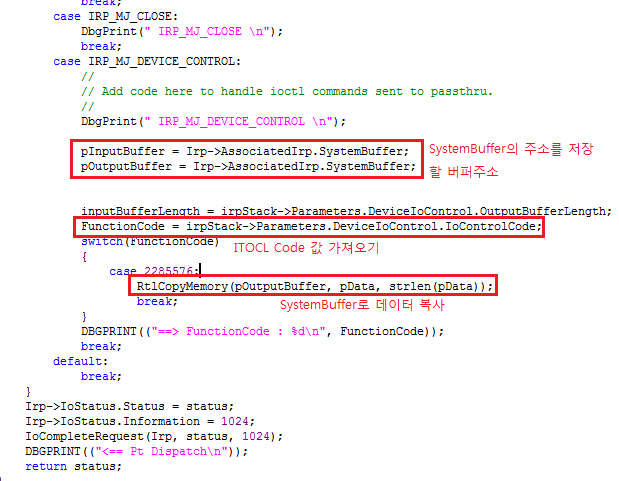 break;
case IRP_MJ_CLOSE:
DbgPrint(" IRP_MJ_CLOSE \n");
break;
case IRP_MJ_DEVICE_CONTROL:
//
// Add code here to handle ioctl commands sent to passthru.
//
DbgPrint(" IRP_MJ_DEVICE_CONTROL \n");
pInputBuffer = Irp->AssociatedIrp.SystemBuffer;
pOutputBuffer = Irp->AssociatedIrp.SystemBuffer;
SystemBuffer의 주소를 저장
할 버퍼주소
inputBufferLength = irpStack->Parameters.DeviceIoControl.OutputBufferLength;
FunctionCode = irpStack->Parameters.DeviceIoControl.IoControlCode;
switch(FunctionCode)
ITOCL Code 값 가져오기
{
case 2285576:
RtlCopyMemory(pOutputBuffer, pData, strlen(pData));
break;
SystemBuffer로 데이터 복사
}
DBGPRINT(("==> FunctionCode : %d\n", FunctionCode));
break;
default:
break;
}
Irp->IoStatus.Status = status;
Irp->IoStatus.Information = 1024;
IoCompleteRequest(Irp, status, 1024);
DBGPRINT(("<== Pt Dispatch\n"));
return status;